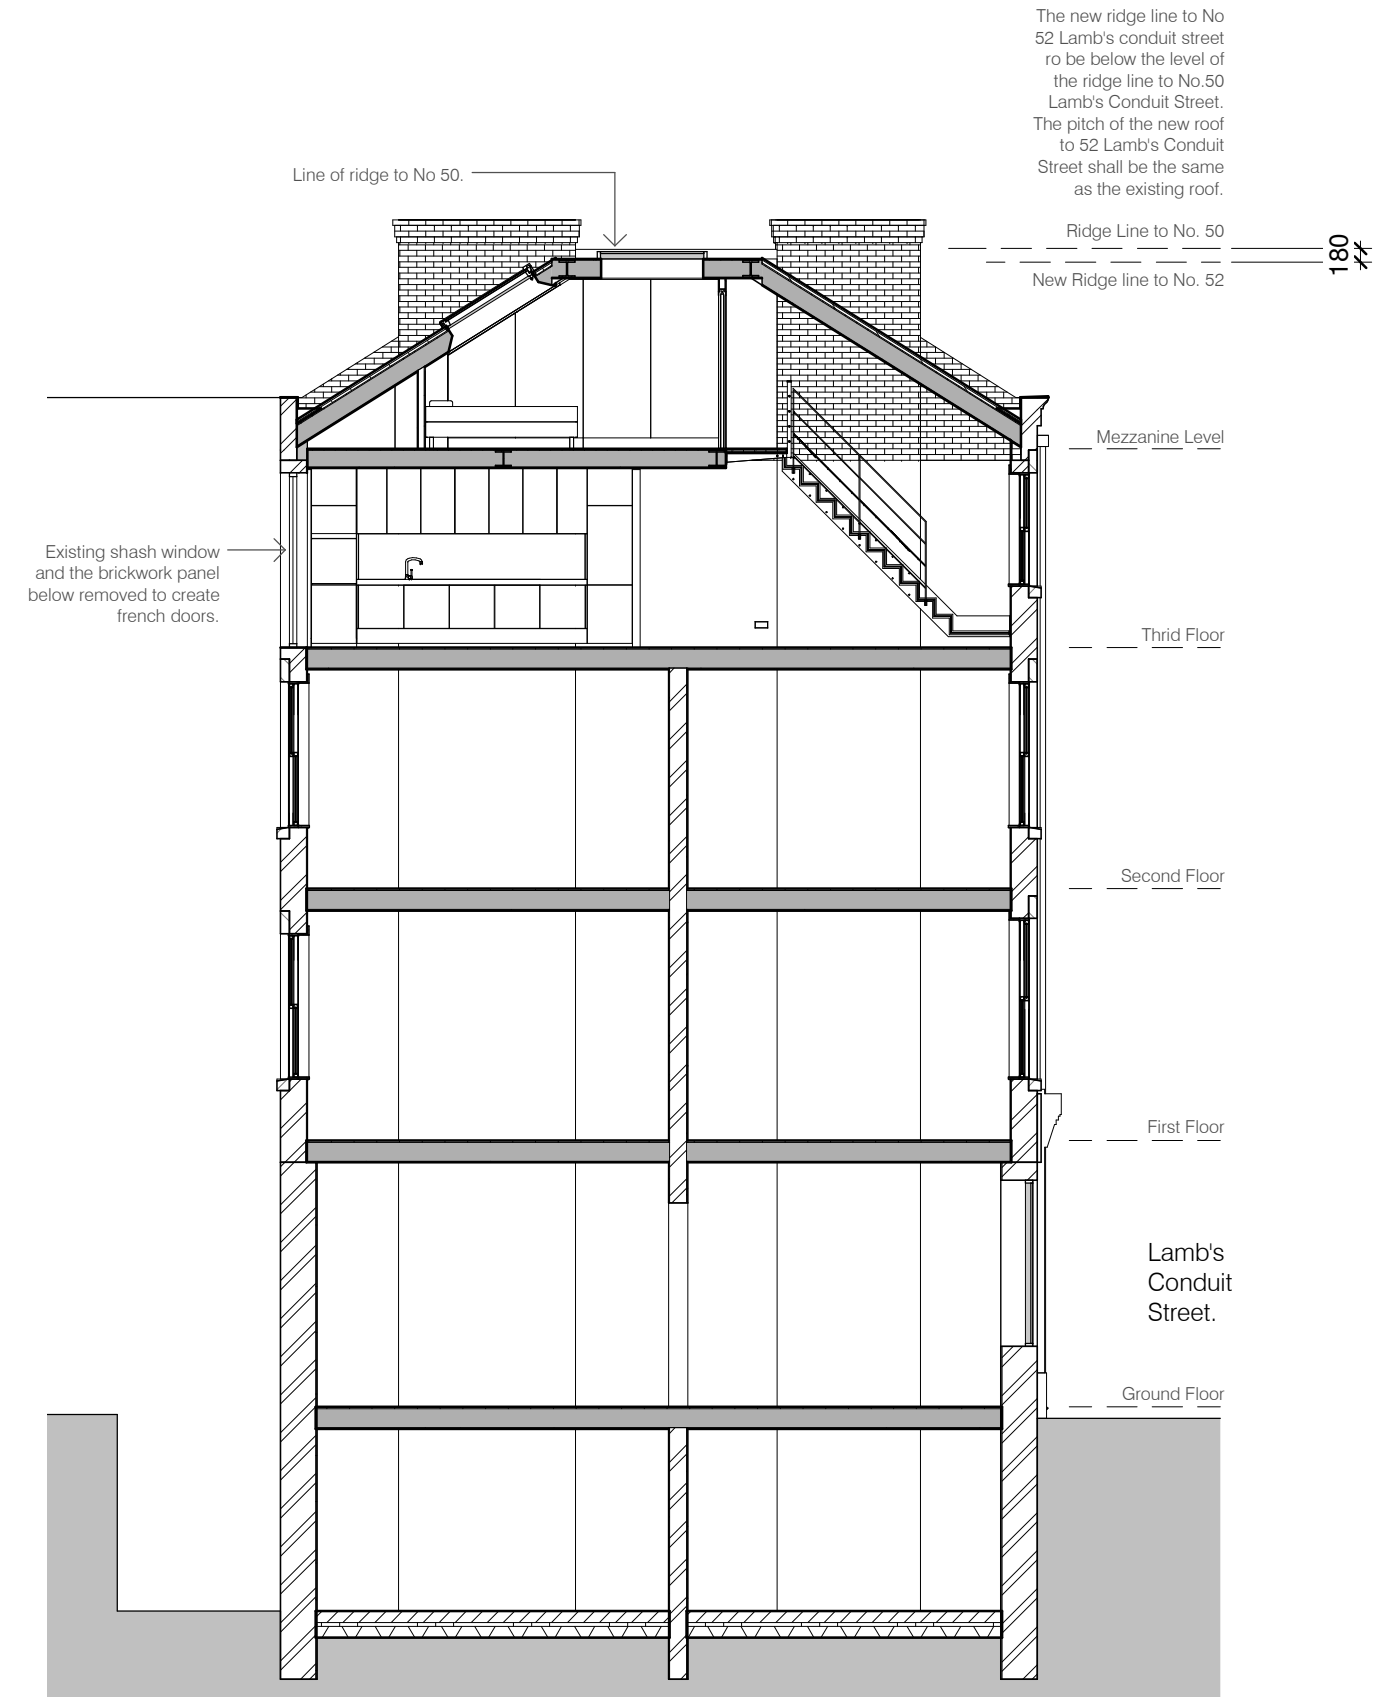 The new ridge line to No
52 Lamb's conduit street
ro be below the level of
the ridge line to No.50
Lamb's Conduit Street.
The pitch of the new roof
to 52 Lamb's Conduit
Street shall be the same
as the existing roof.
Line of ridge to No 50.
Ridge Line to No. 50
180
New Ridge line to No. 52
Mezzanine Level
Existing shash window
and the brickwork panel
below removed to create
french doors.
Thrid Floor
Second Floor
First Floor
Lamb's
Conduit
Street.
Ground Floor